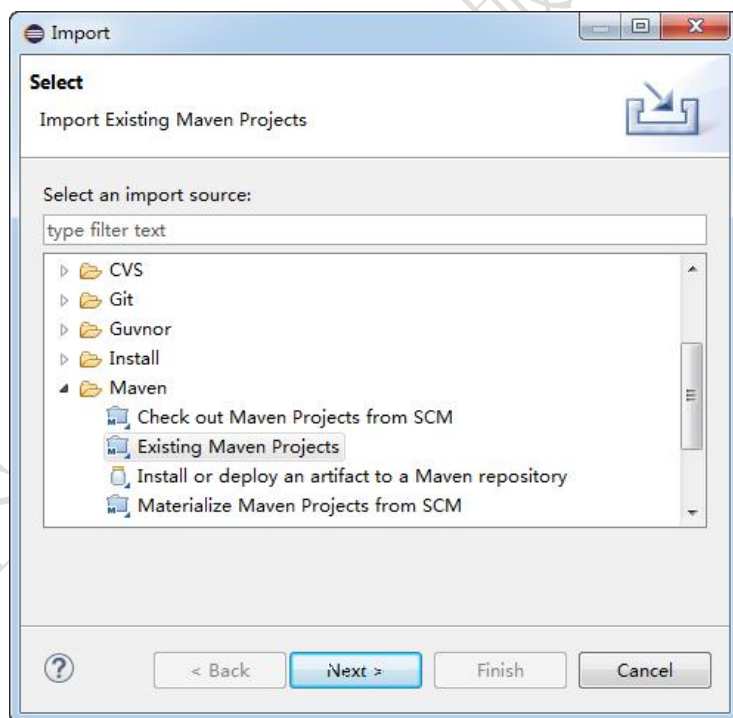 Import
Select
Import Existing Maven Projects
Select an import source:
type filter text
CVS
Git
Guvnor
Install
Maven
Check out Maven Projects from SCM
Existing Maven Projects
Install or deploy an artifact to a Maven repository
Materialize Maven Projects from SCM
< Back
Next >
Finish
Cancel